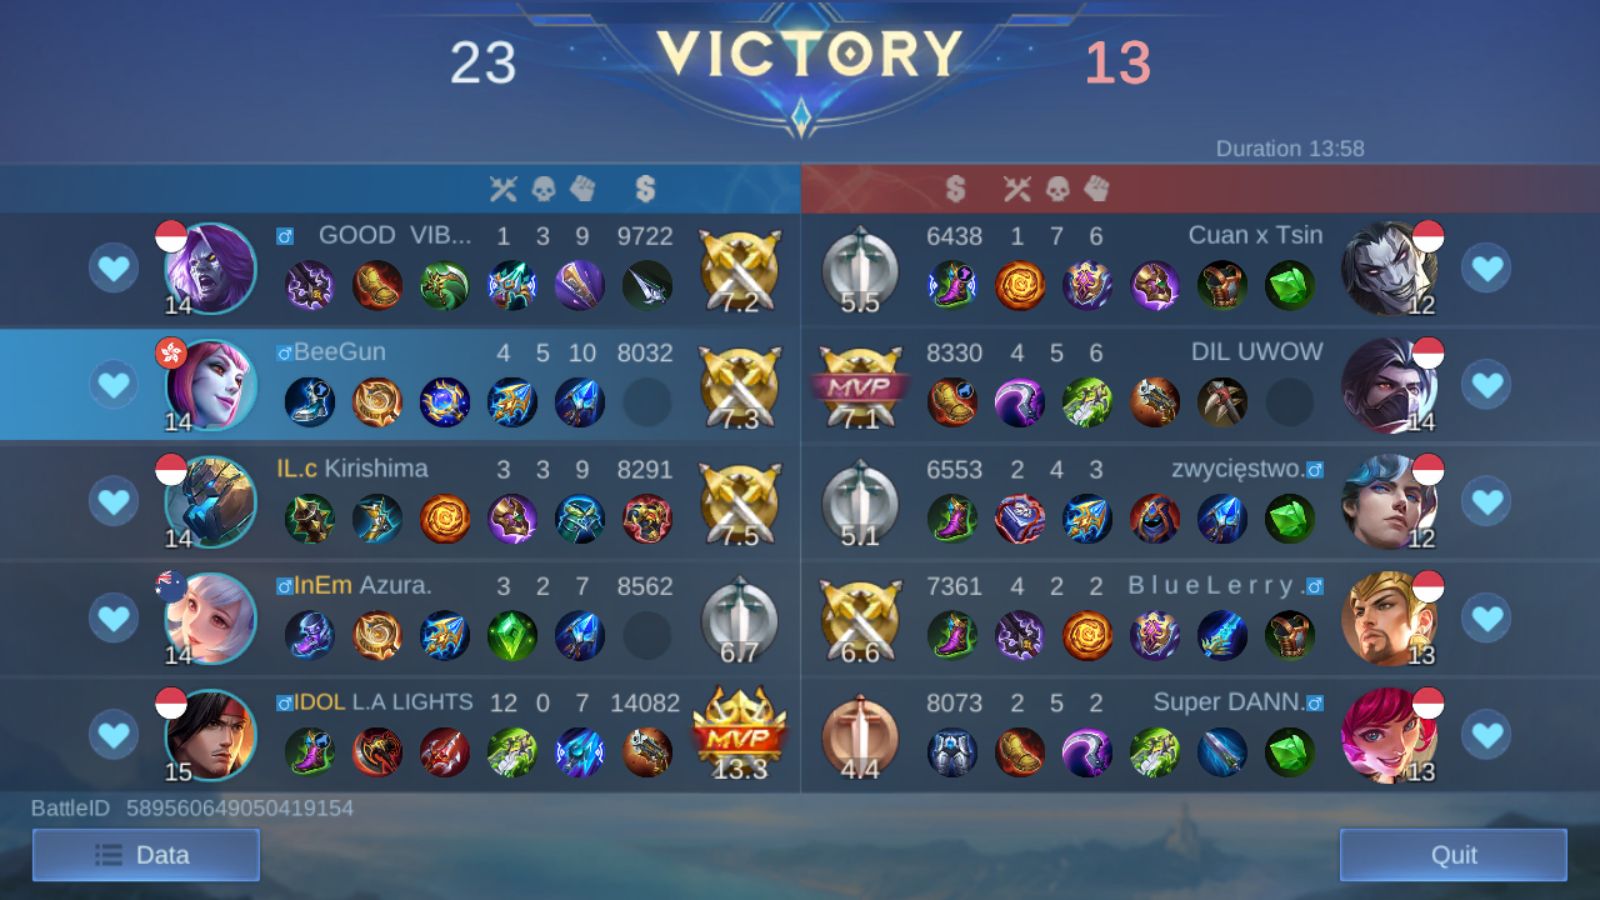 23 VICTORY 13
Duration 13:58
GOOD VIB... 1 3 9 9722
14 7.2
5.5 6438 1 7 6 Cuan x Tsin
12
BeeGun 4 5 10 8032
14 7.3
MVP 7.1 8330 4 5 6 DIL UWOW
14
IL.c Kirishima 3 3 9 8291
14 7.5
5.1 6553 2 4 3 zwycięstwo.
12
InEm Azura. 3 2 7 8562
14 6.7
6.6 7361 4 2 2 BlueLerry.
13
IDOL L.A LIGHTS 12 0 7 14082
15 MVP 13.3
4.4 8073 2 5 2 Super DANN.
13
BattleID 589560649050419154
Data
Quit